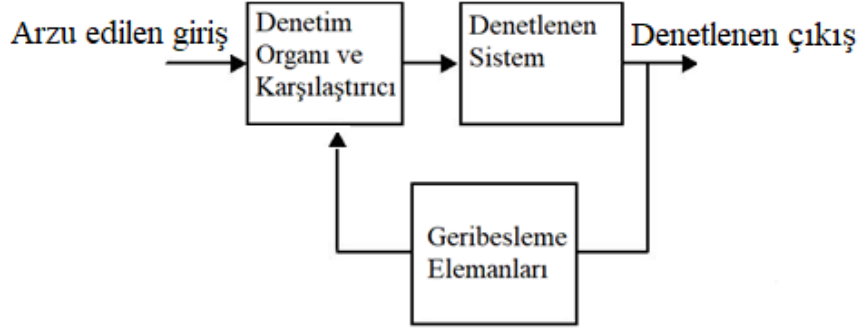 Arzu edilen giriş
Denetim
Organı ve
Karşılaştırıcı
Denetlenen
Sistem
Denetlenen çıkış
Geribesleme
Elemanları